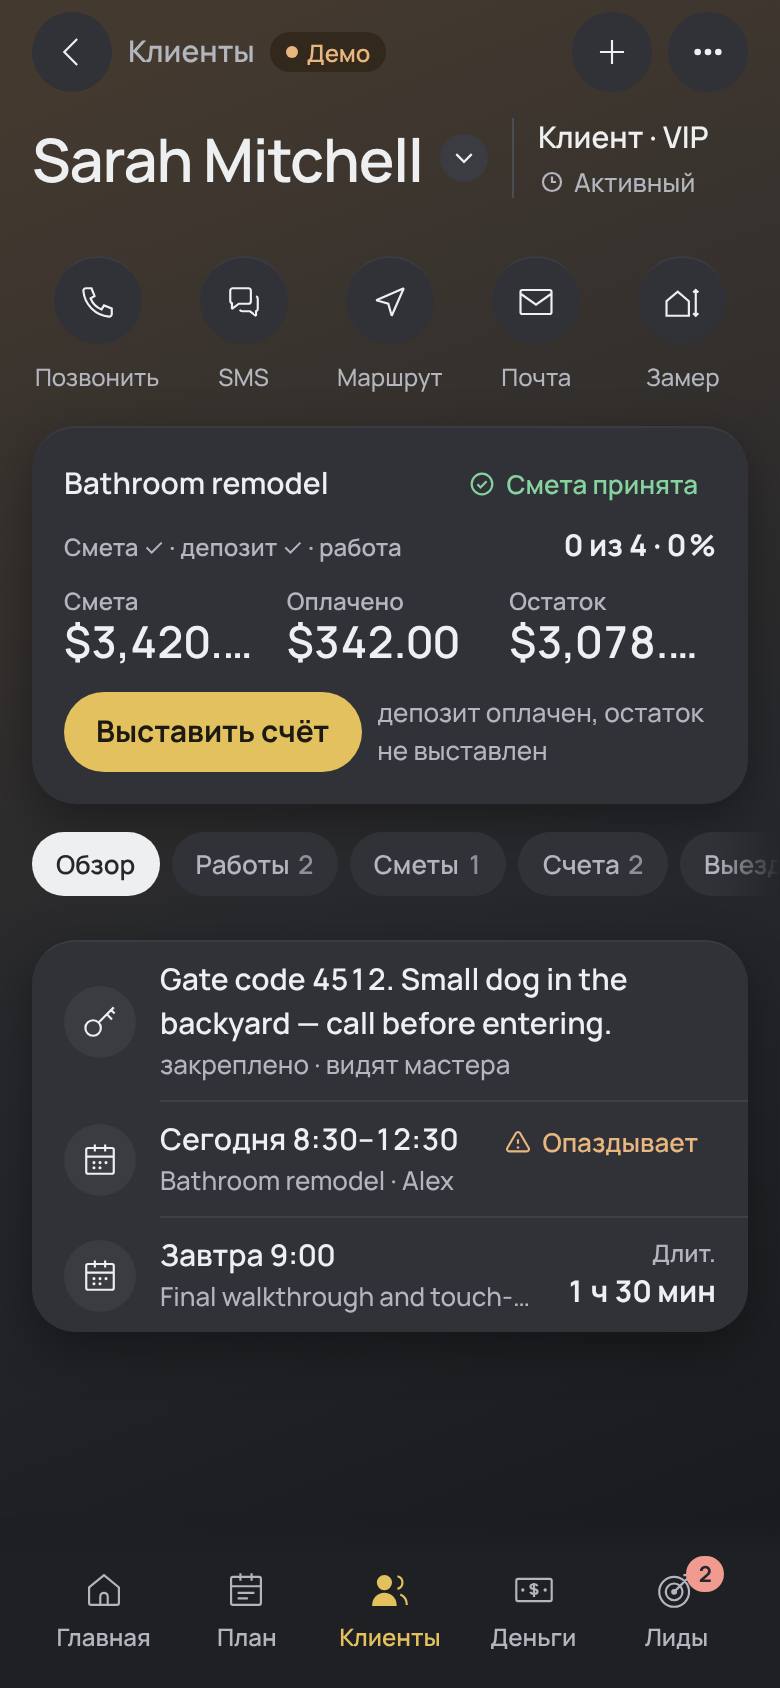 Клиенты
Демо
Sarah Mitchell
Клиент · VIP
Активный
Позвонить
SMS
Маршрут
Почта
Замер
Bathroom remodel
Смета принята
Смета ✓ · депозит ✓ · работа
0 из 4 · 0 %
Смета
Оплачено
Остаток
$3,420.…
$342.00
$3,078.…
Выставить счёт
депозит оплачен, остаток
не выставлен
Обзор
Работы 2
Сметы 1
Счета 2
Выезд
Gate code 4512. Small dog in the
backyard — call before entering.
закреплено · видят мастера
Сегодня 8:30–12:30
Опаздывает
Bathroom remodel · Alex
Завтра 9:00
Длит.
Final walkthrough and touch-…
1 ч 30 мин
2
Главная
План
Клиенты
Деньги
Лиды